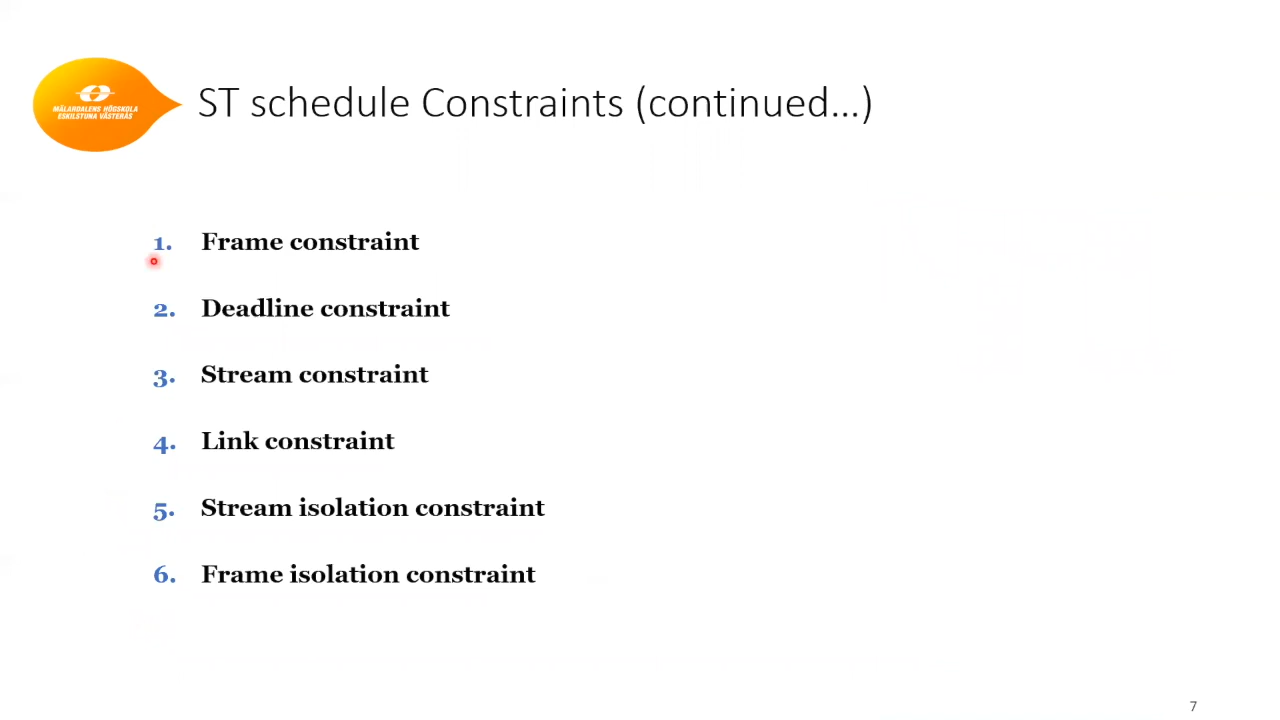 MÄLARDALENS HÖGSKOLA
ESKILSTUNA VÄSTERÅS
ST schedule Constraints (continued...)
1. Frame constraint
2. Deadline constraint
3. Stream constraint
4. Link constraint
5. Stream isolation constraint
6. Frame isolation constraint
7